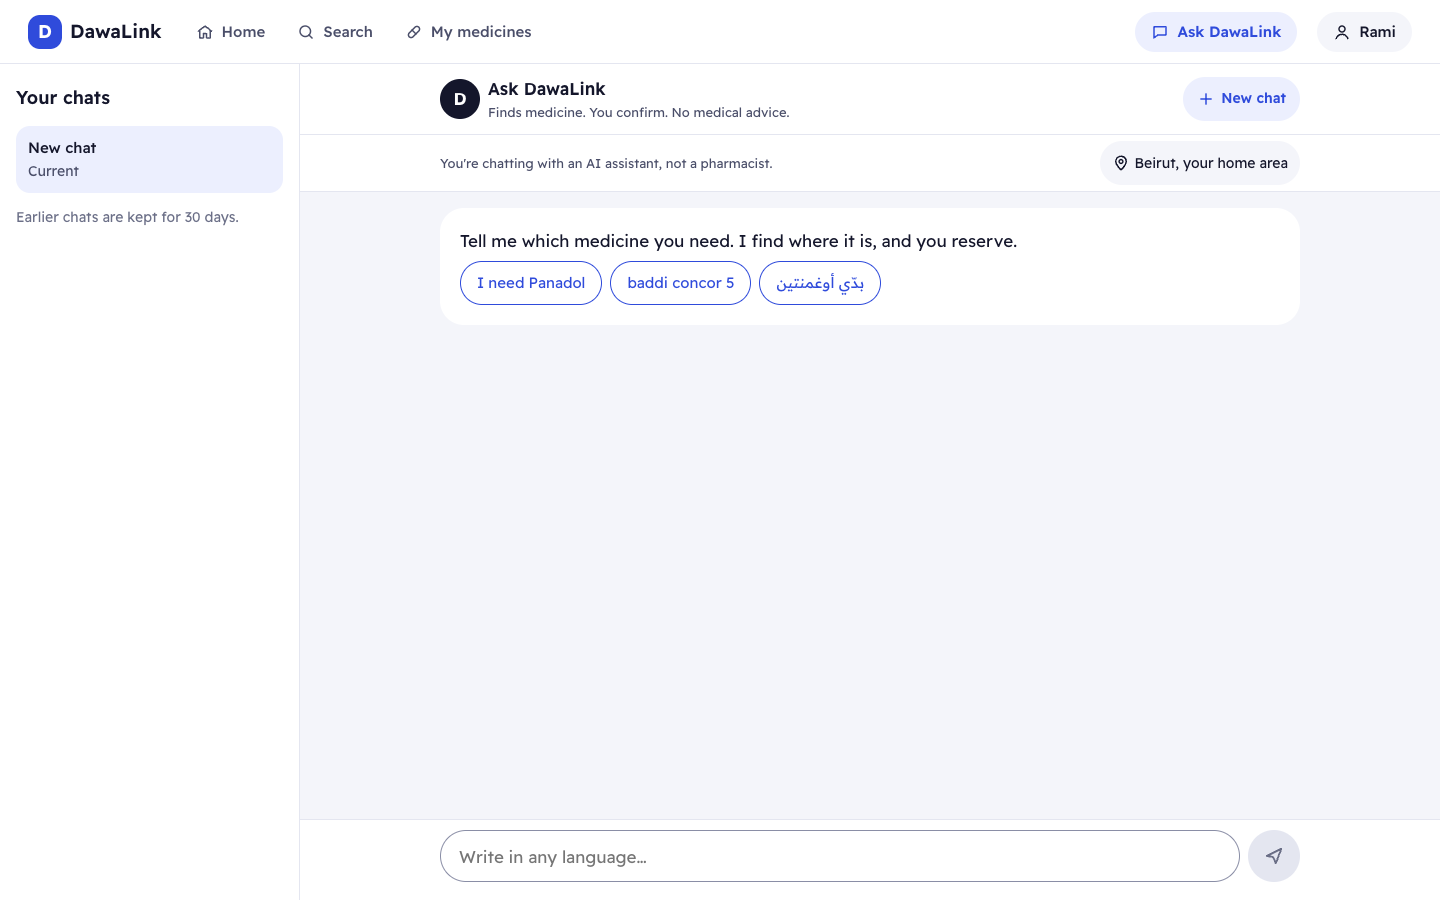 D DawaLink Home Search My medicines Ask DawaLink Rami
Your chats
New chat
Current
Earlier chats are kept for 30 days.
D
Ask DawaLink
Finds medicine. You confirm. No medical advice.
New chat
You're chatting with an AI assistant, not a pharmacist.
Beirut, your home area
Tell me which medicine you need. I find where it is, and you reserve.
I need Panadol baddi concor 5 بدّي أوغمنتين
Write in any language…